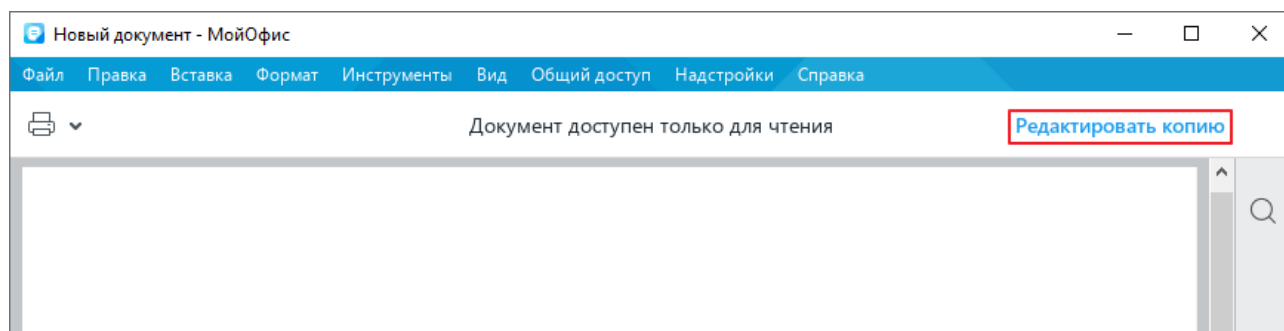 Новый документ - МойОфис
Файл Правка Вставка Формат Инструменты Вид Общий доступ Надстройки Справка
Документ доступен только для чтения Редактировать копию